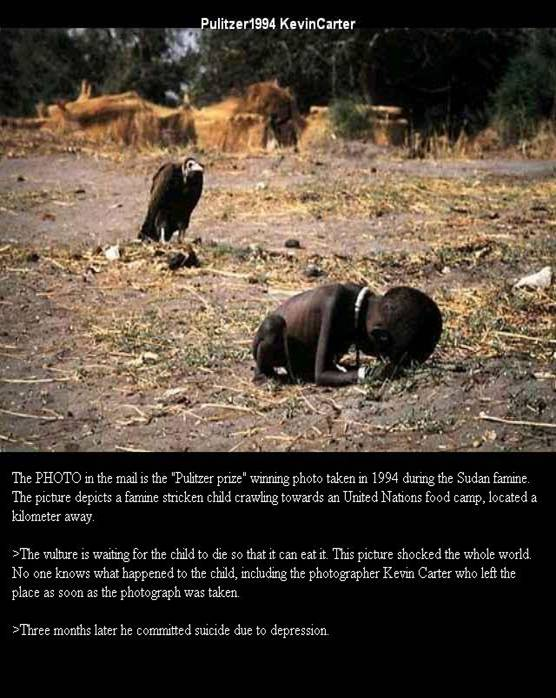 Pulitzer1994 KevinCarter
The PHOTO in the mail is the "Pulitzer prize" winning photo taken in 1994 during the Sudan famine.
The picture depicts a famine stricken child crawling towards an United Nations food camp, located a
kilometer away.
>The vulture is waiting for the child to die so that it can eat it. This picture shocked the whole world.
No one knows what happened to the child, including the photographer Kevin Carter who left the
place as soon as the photograph was taken.
>Three months later he committed suicide due to depression.